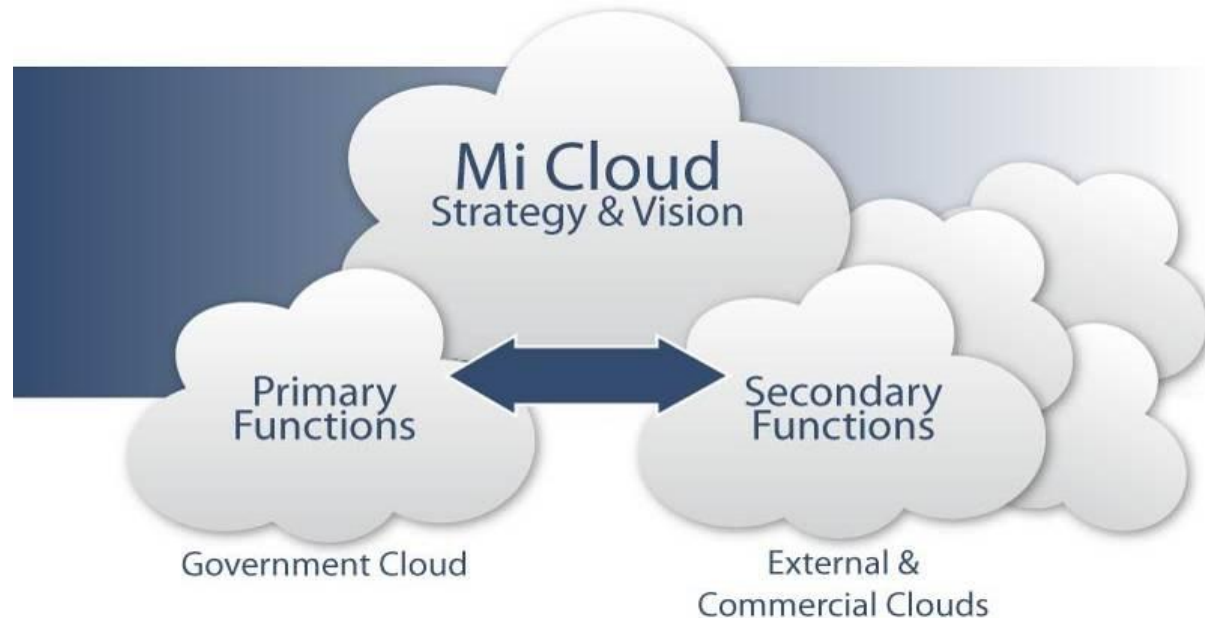 Mi Cloud
Strategy & Vision
Primary
Functions
Secondary
Functions
Government Cloud
External &
Commercial Clouds